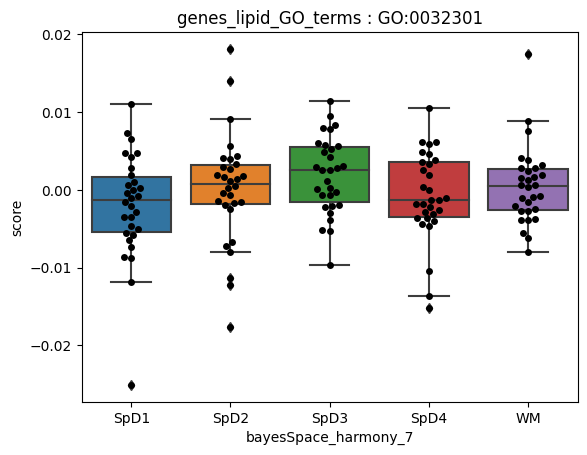 genes_lipid_GO_terms : GO:0032301
score
0.02
0.01
0.00
−0.01
−0.02
SpD1 SpD2 SpD3 SpD4 WM
bayesSpace_harmony_7